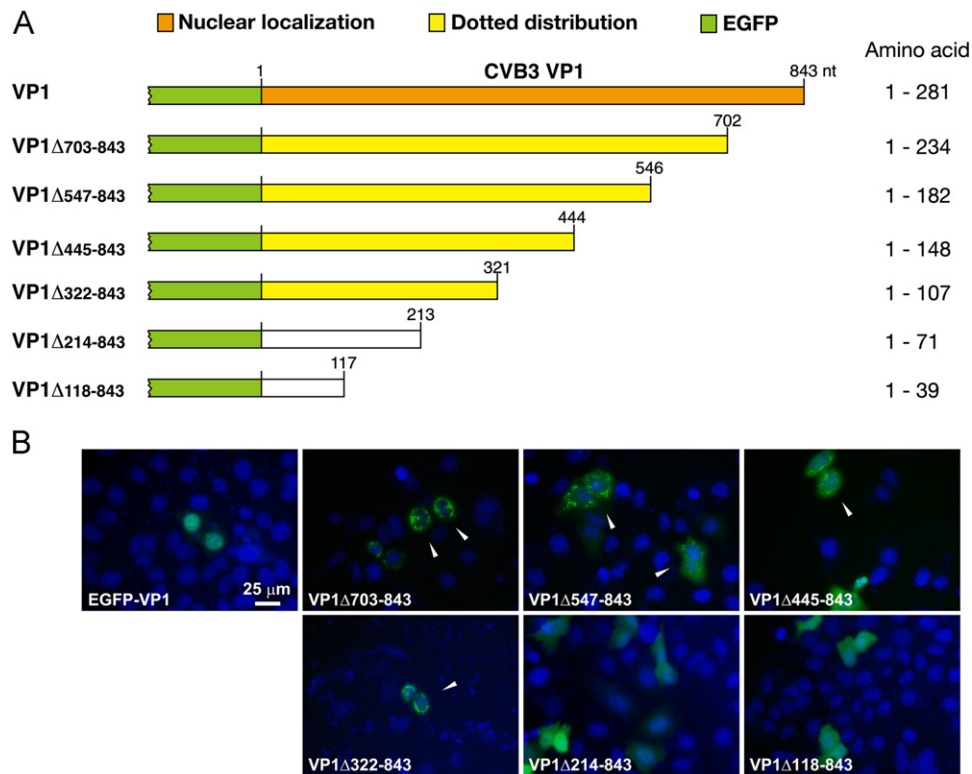 A
Nuclear localization
Dotted distribution
EGFP
Amino acid
1
CVB3 VP1
843 nt
VP1
1 - 281
702
VP1Δ703-843
1 - 234
546
VP1Δ547-843
1 - 182
444
VP1Δ445-843
1 - 148
321
VP1Δ322-843
1 - 107
213
VP1Δ214-843
1 - 71
117
VP1Δ118-843
1 - 39
B
EGFP-VP1
25 μm
VP1Δ703-843
VP1Δ547-843
VP1Δ445-843
VP1Δ322-843
VP1Δ214-843
VP1Δ118-843